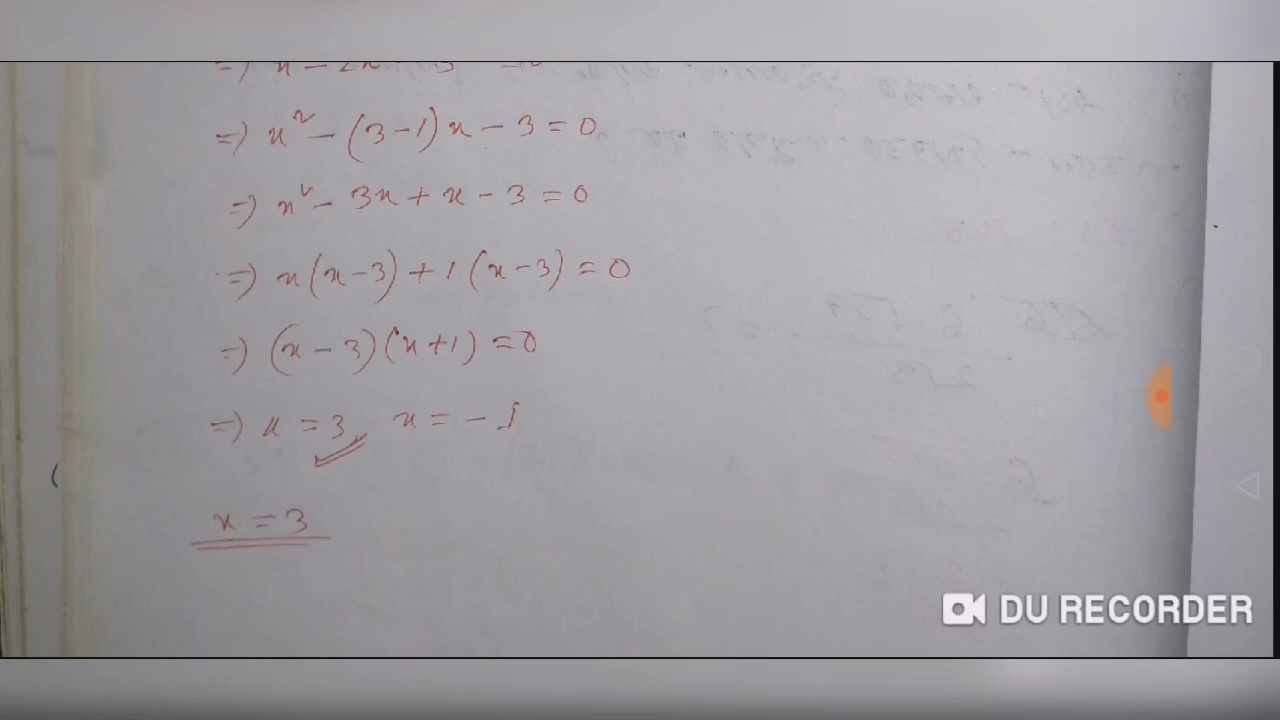 =) x² - (3-1)x - 3 = 0
=) x² - 3x + x - 3 = 0
=) x(x-3) + 1(x-3) = 0
=) (x-3)(x+1) = 0
=) x = 3, x = -1
x = 3
DU RECORDER